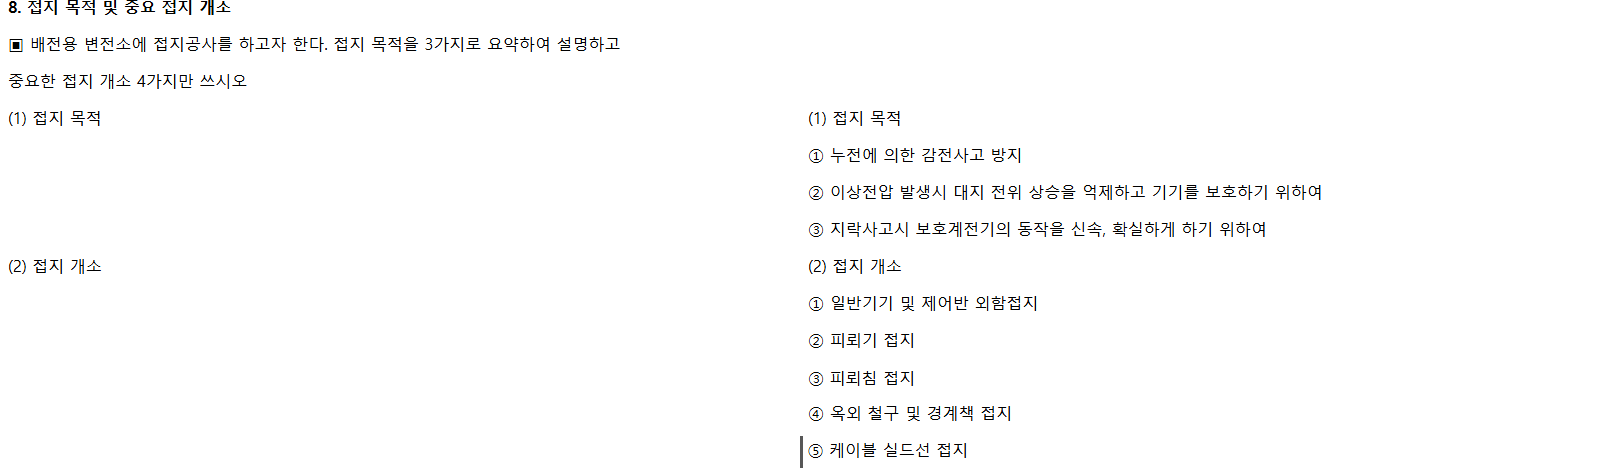 8. 접지 목적 및 중요 접지 개소
▣ 배전용 변전소에 접지공사를 하고자 한다. 접지 목적을 3가지로 요약하여 설명하고
중요한 접지 개소 4가지만 쓰시오
(1) 접지 목적
(1) 접지 목적
① 누전에 의한 감전사고 방지
② 이상전압 발생시 대지 전위 상승을 억제하고 기기를 보호하기 위하여
③ 지락사고시 보호계전기의 동작을 신속, 확실하게 하기 위하여
(2) 접지 개소
(2) 접지 개소
① 일반기기 및 제어반 외함접지
② 피뢰기 접지
③ 피뢰침 접지
④ 옥외 철구 및 경계책 접지
⑤ 케이블 실드선 접지